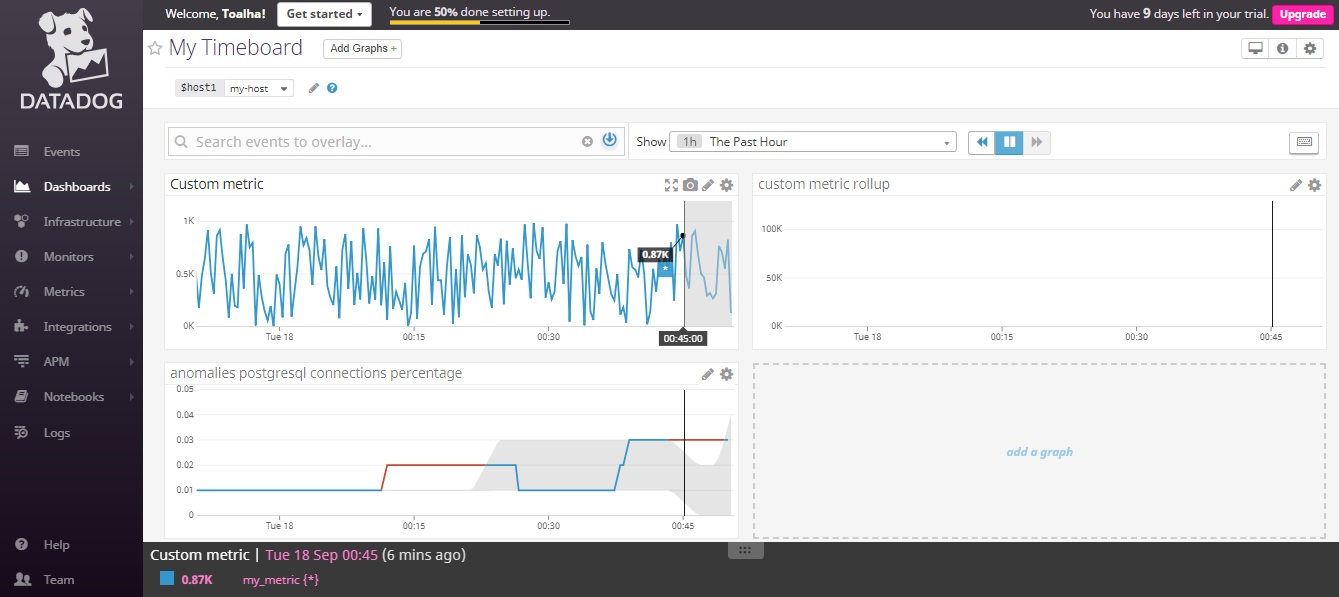 Welcome, Toalha!
Get started
You are 50% done setting up.
You have 9 days left in your trial.
Upgrade
DATADOG
Events
Dashboards
Infrastructure
Monitors
Metrics
Integrations
APM
Notebooks
Logs
Help
Team
My Timeboard
Add Graphs +
$host1
my-host
Search events to overlay...
Show
1h
The Past Hour
Custom metric
1K
0.5K
0K
0.87K
*
Tue 18
00:15
00:30
00:45:00
custom metric rollup
100K
50K
0K
Tue 18
00:15
00:30
00:45
anomalies postgresql connections percentage
0.05
0.04
0.03
0.02
0.01
0
Tue 18
00:15
00:30
00:45
add a graph
Custom metric | Tue 18 Sep 00:45 (6 mins ago)
0.87K my_metric {*}